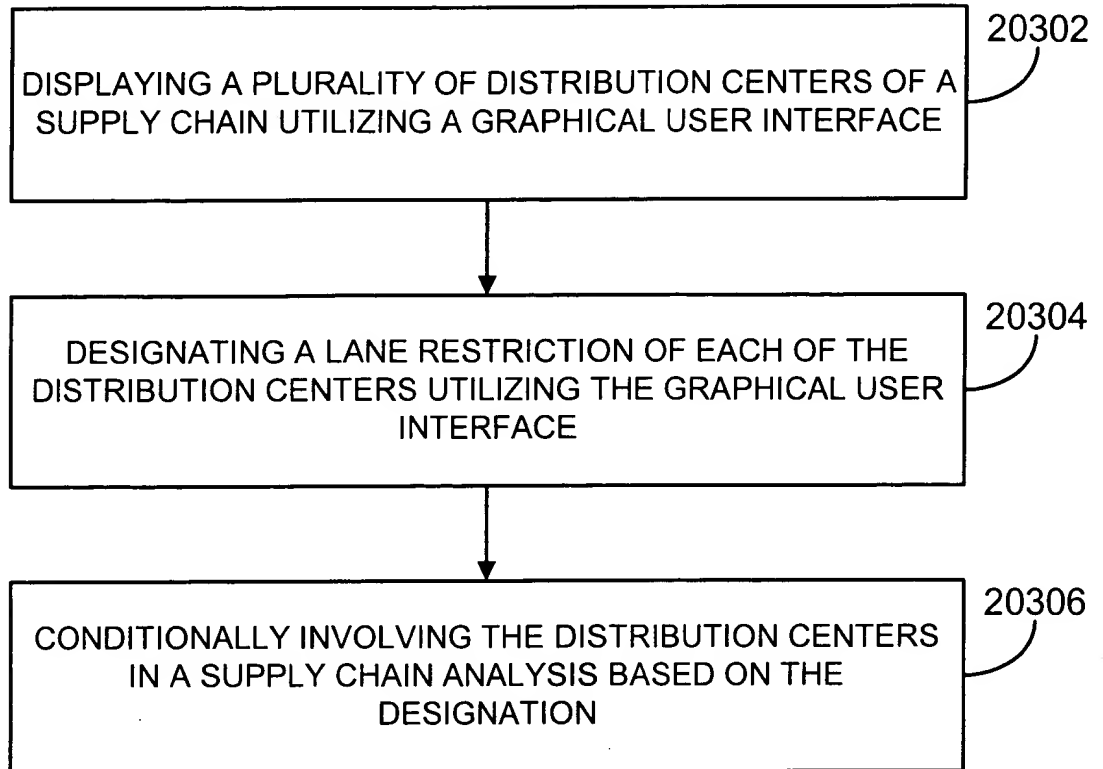 20302
DISPLAYING A PLURALITY OF DISTRIBUTION CENTERS OF A
SUPPLY CHAIN UTILIZING A GRAPHICAL USER INTERFACE
20304
DESIGNATING A LANE RESTRICTION OF EACH OF THE
DISTRIBUTION CENTERS UTILIZING THE GRAPHICAL USER
INTERFACE
20306
CONDITIONALLY INVOLVING THE DISTRIBUTION CENTERS
IN A SUPPLY CHAIN ANALYSIS BASED ON THE
DESIGNATION